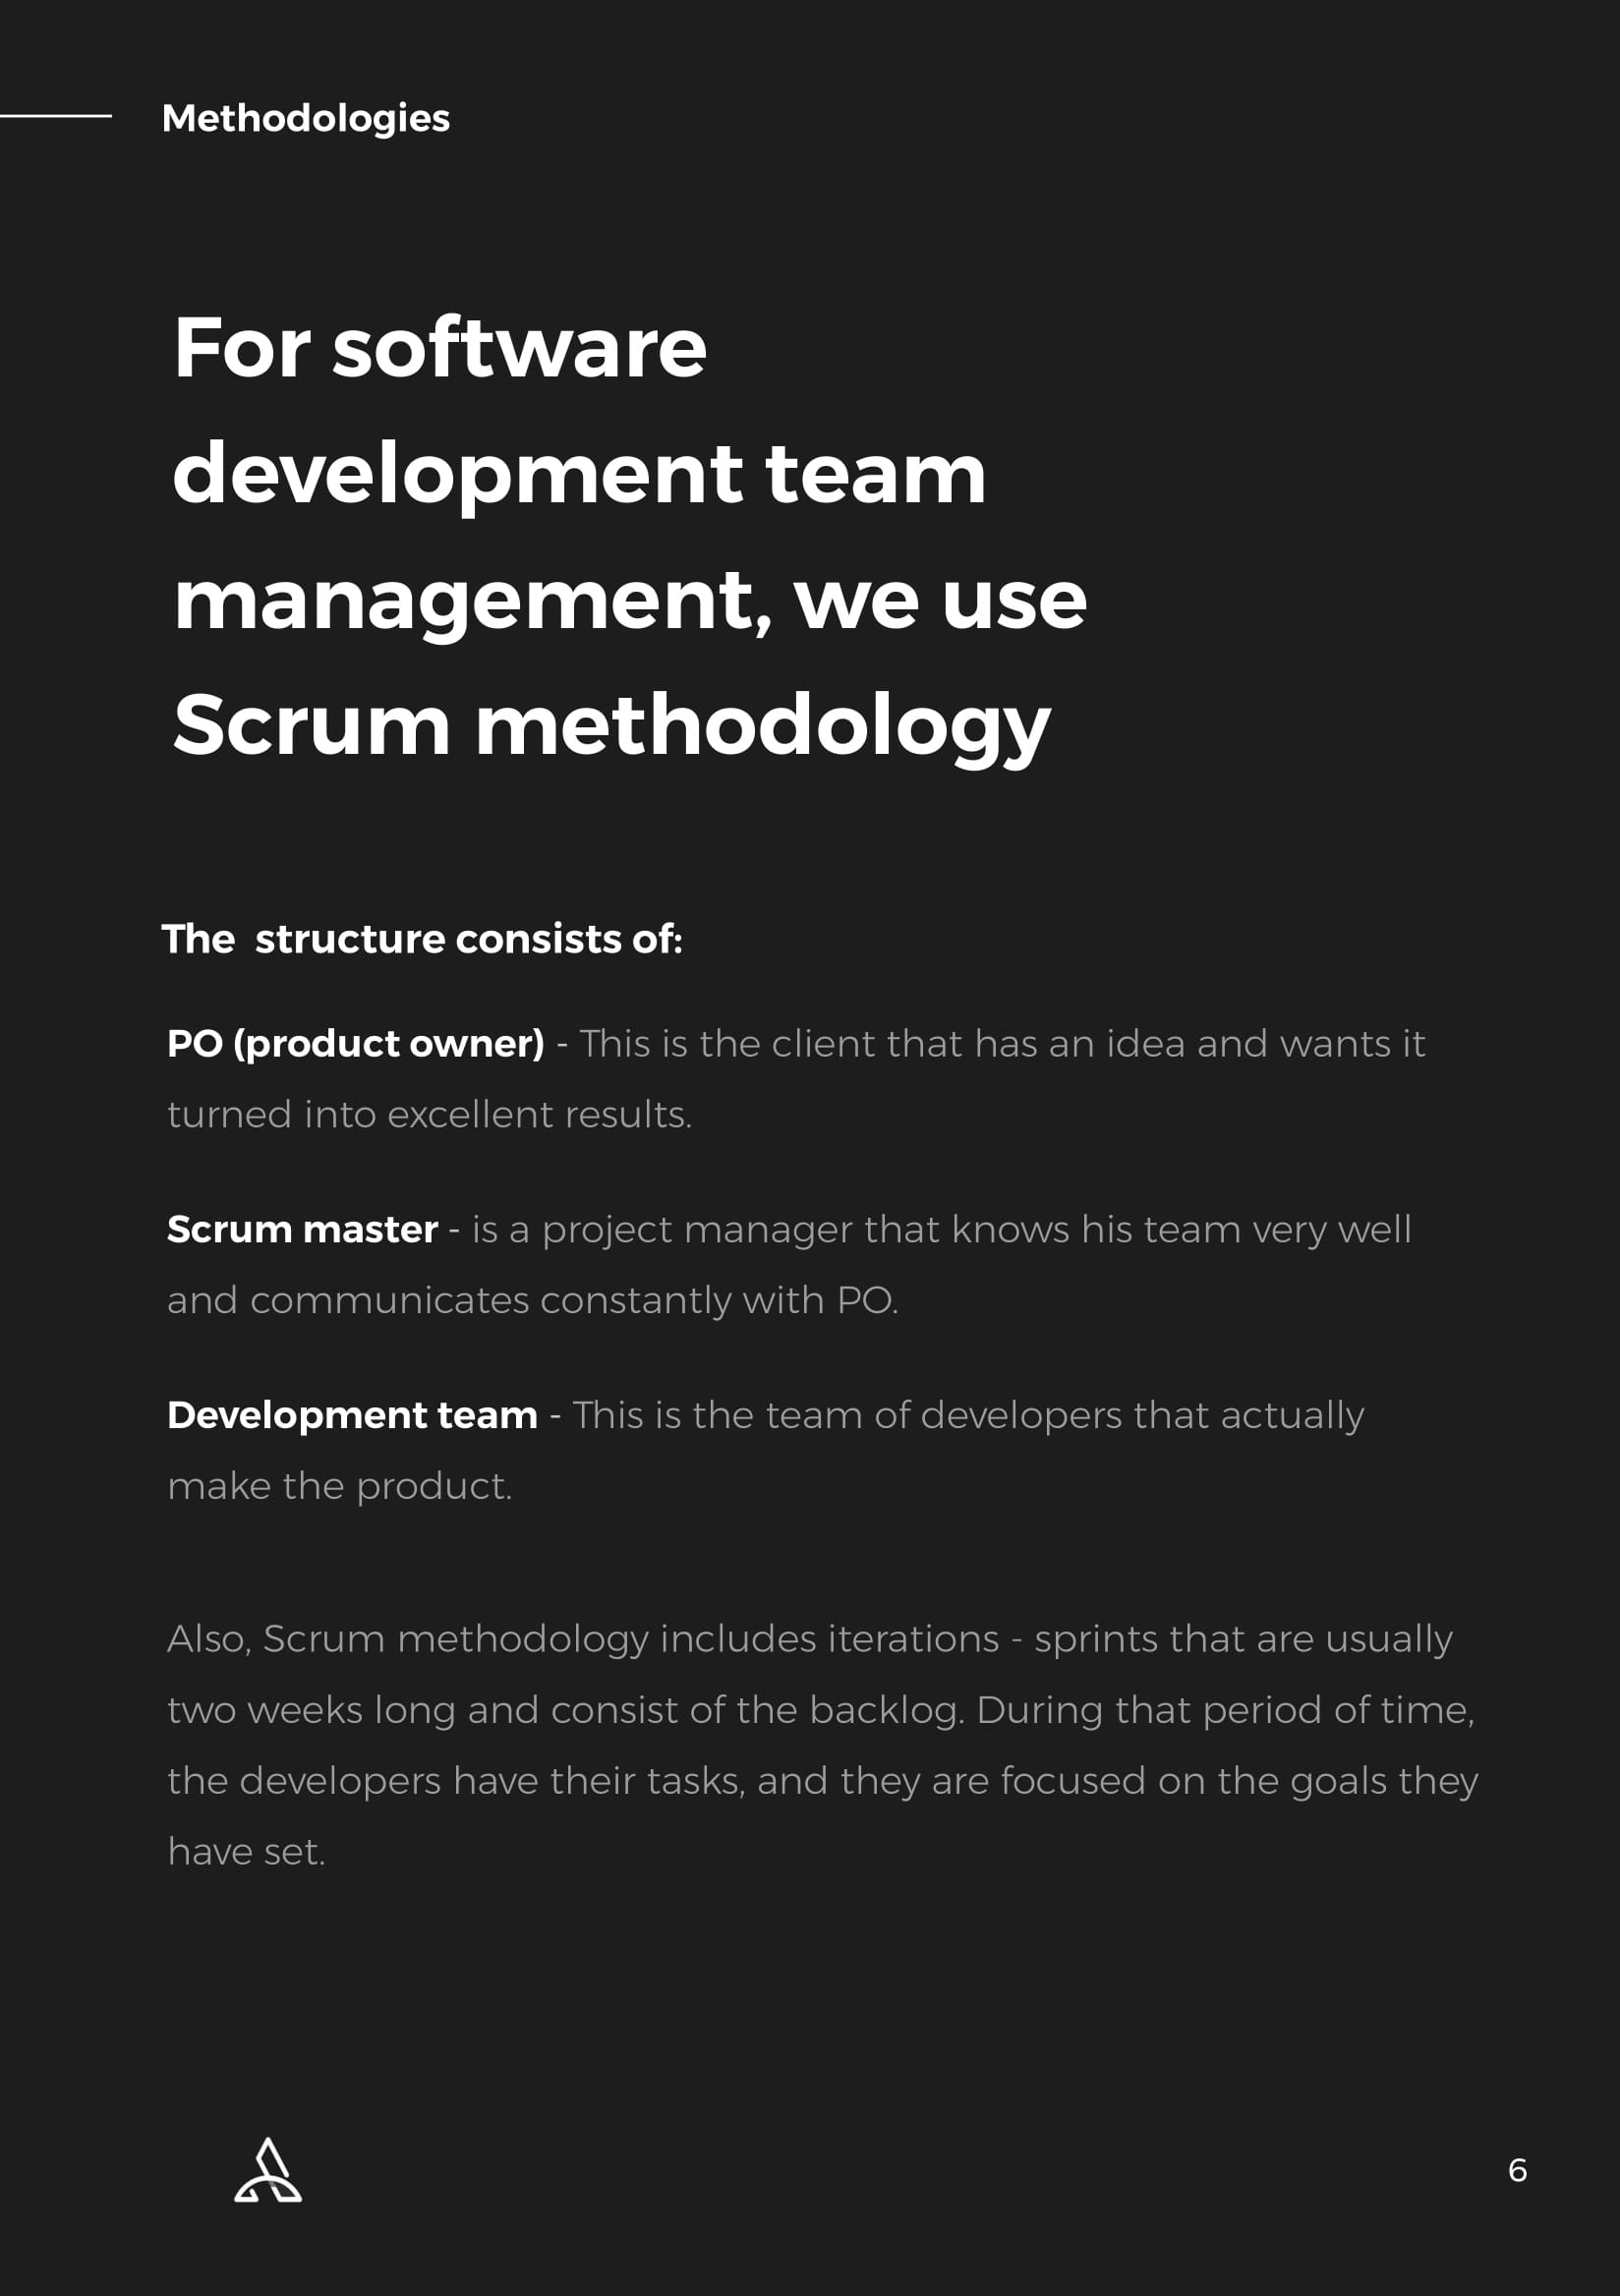 Methodologies
For software
development team
management, we use
Scrum methodology
The  structure consists of:
PO (product owner) - This is the client that has an idea and wants it
turned into excellent results.
Scrum master - is a project manager that knows his team very well
and communicates constantly with PO.
Development team - This is the team of developers that actually
make the product.
Also, Scrum methodology includes iterations - sprints that are usually
two weeks long and consist of the backlog. During that period of time,
the developers have their tasks, and they are focused on the goals they
have set.
6